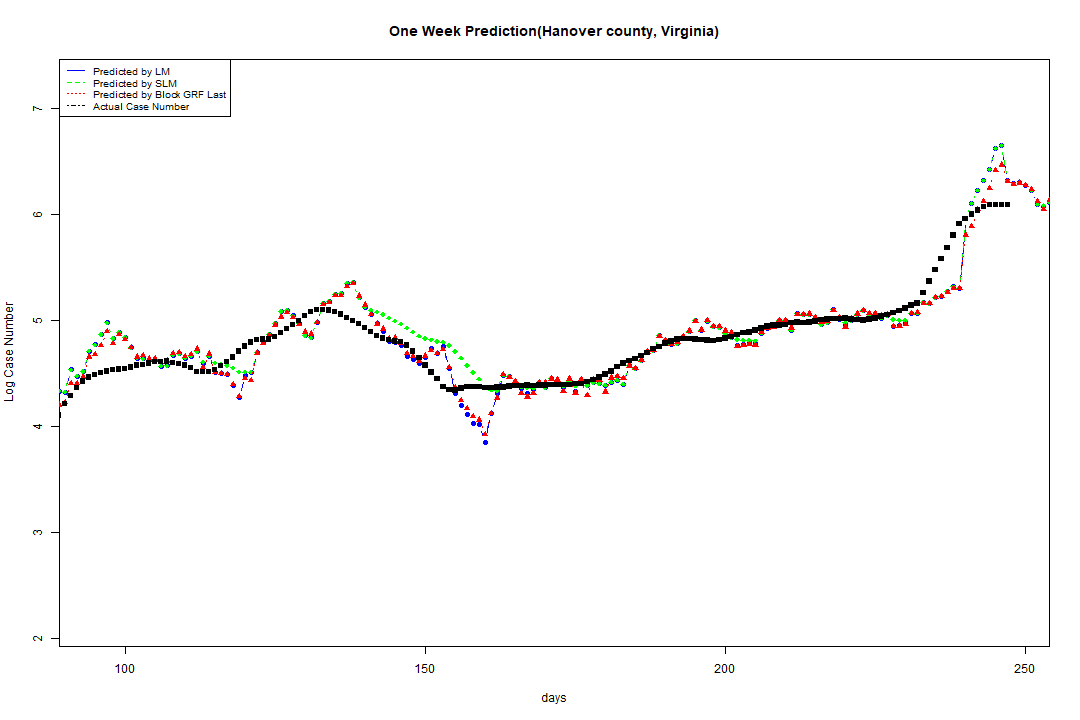 One Week Prediction(Hanover county, Virginia)
Predicted by LM
Predicted by SLM
Predicted by Block GRF Last
Actual Case Number
7
6
5
4
3
2
Log Case Number
100 150 200 250
days